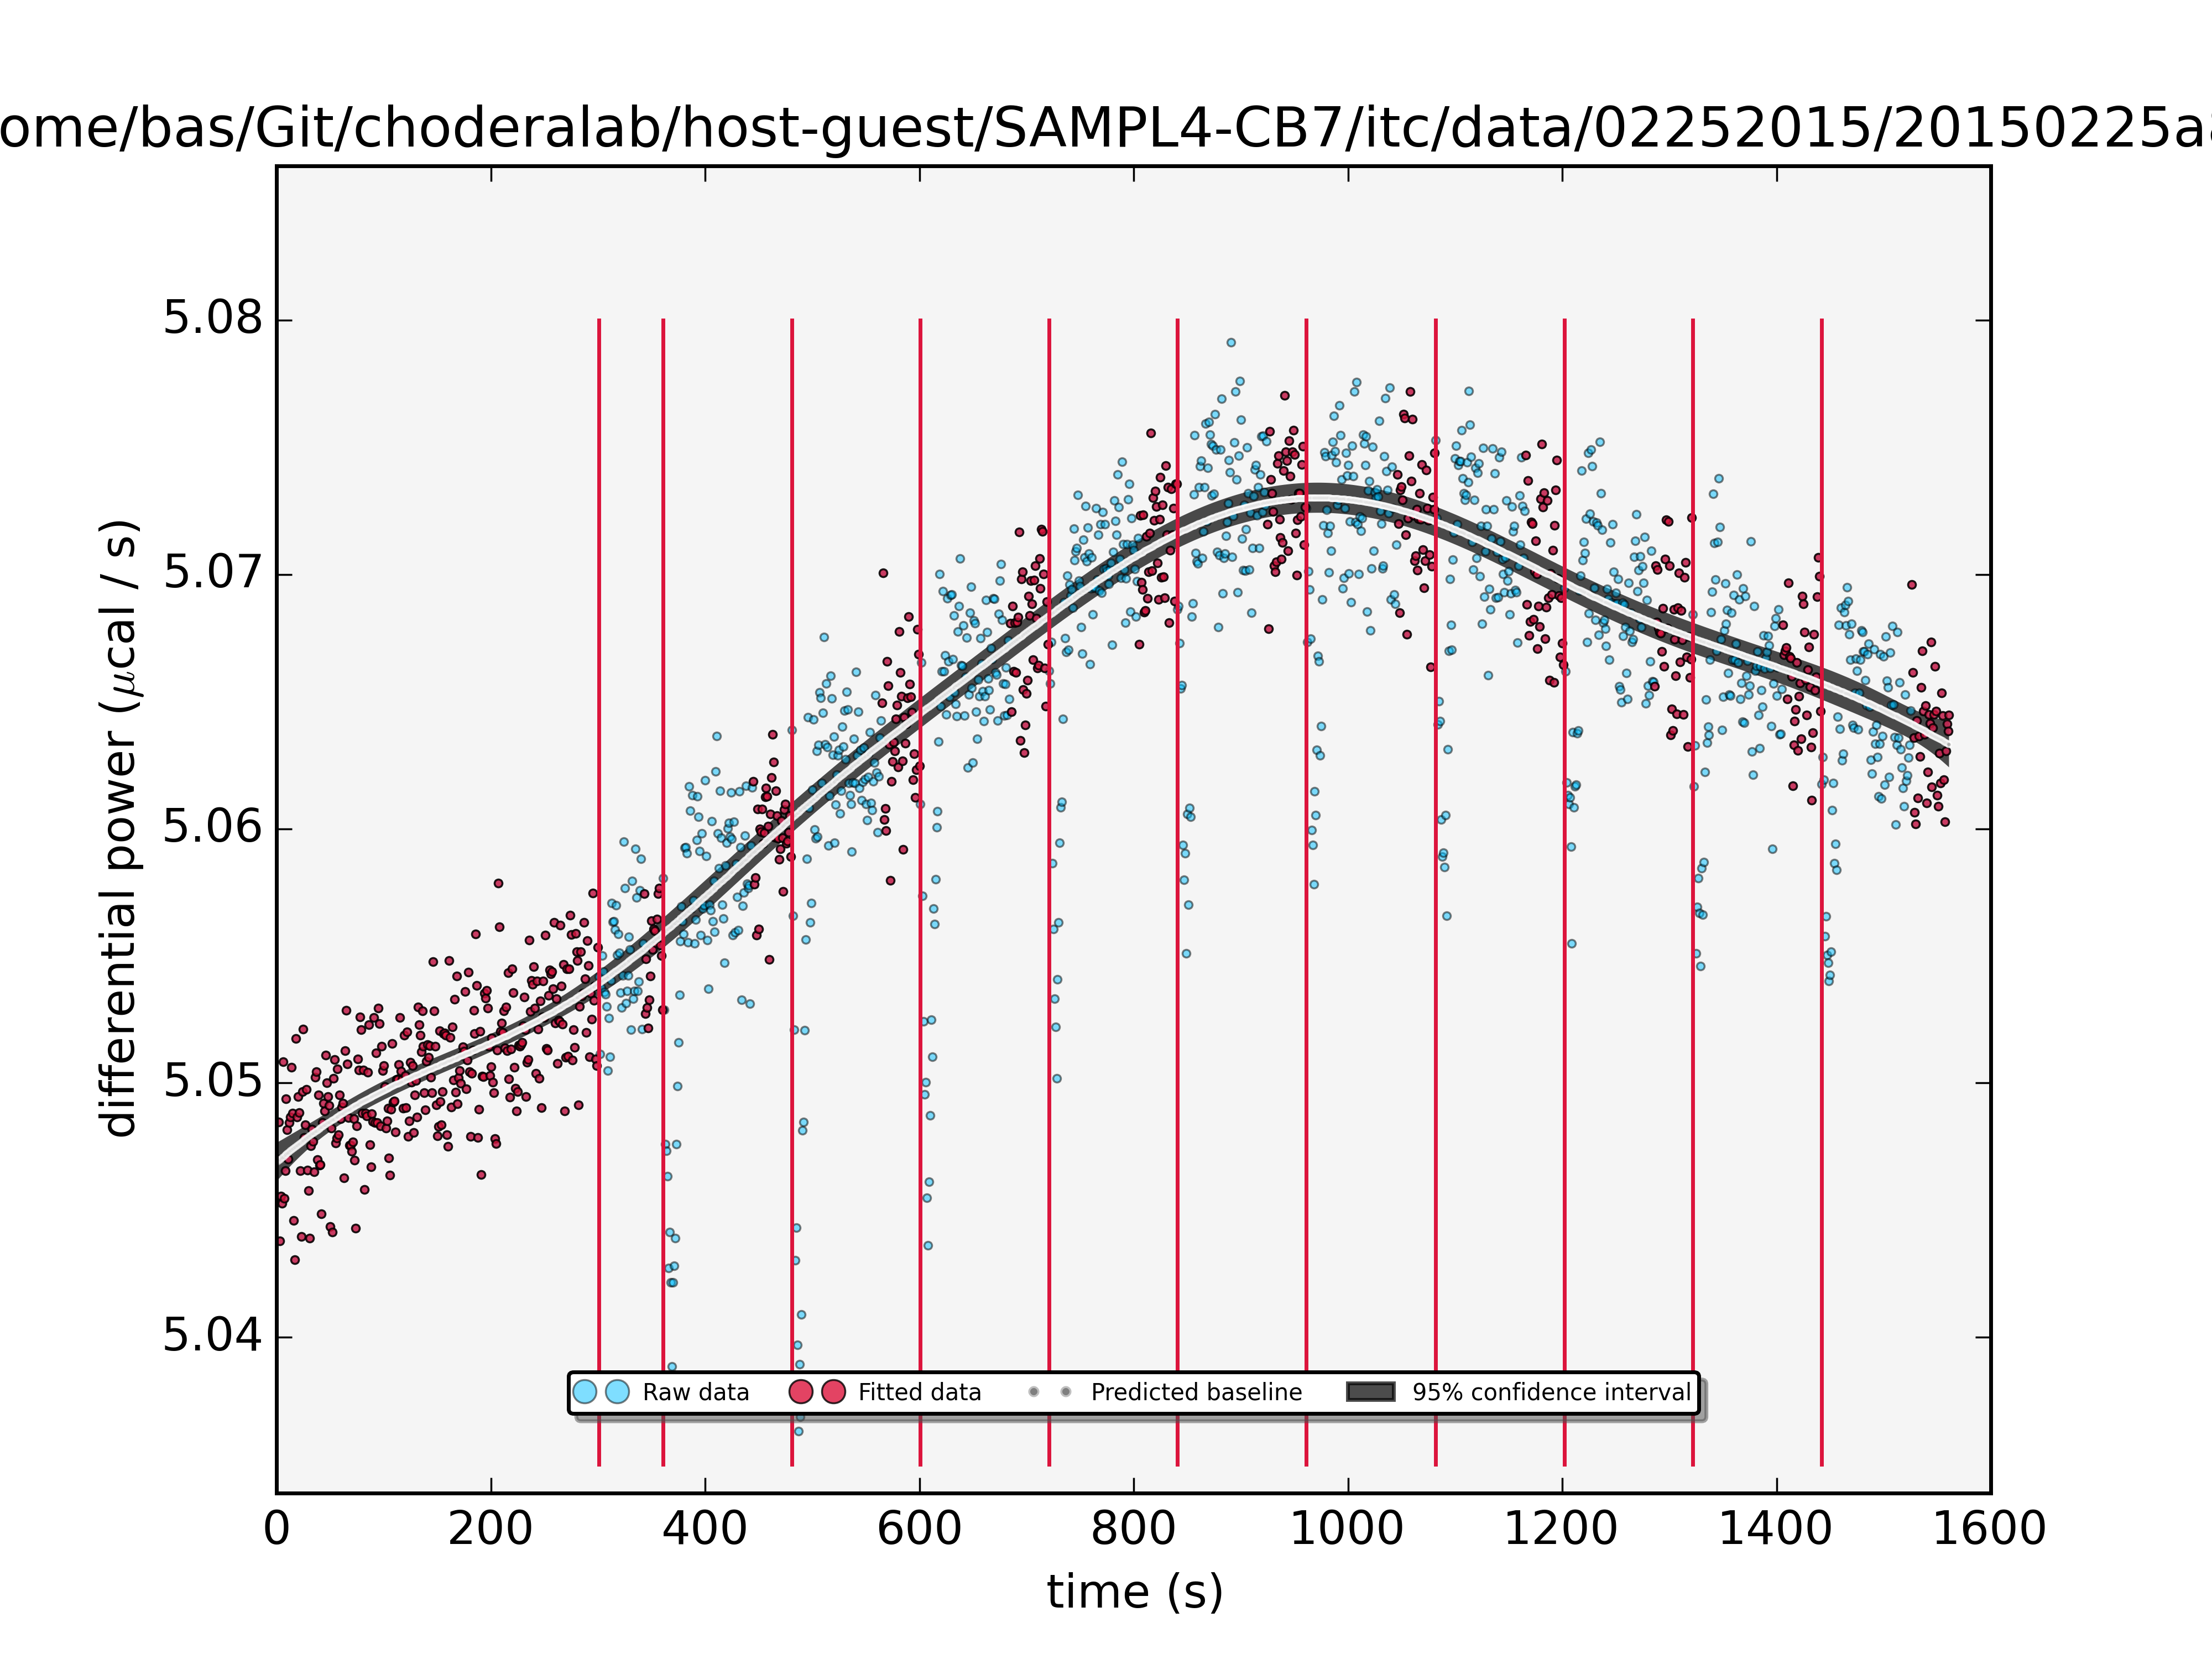 ome/bas/Git/choderalab/host-guest/SAMPL4-CB7/itc/data/02252015/20150225a
5.08
5.07
5.06
5.05
5.04
differential power (μcal / s)
0 200 400 600 800 1000 1200 1400 1600
time (s)
Raw data Fitted data Predicted baseline 95% confidence interval